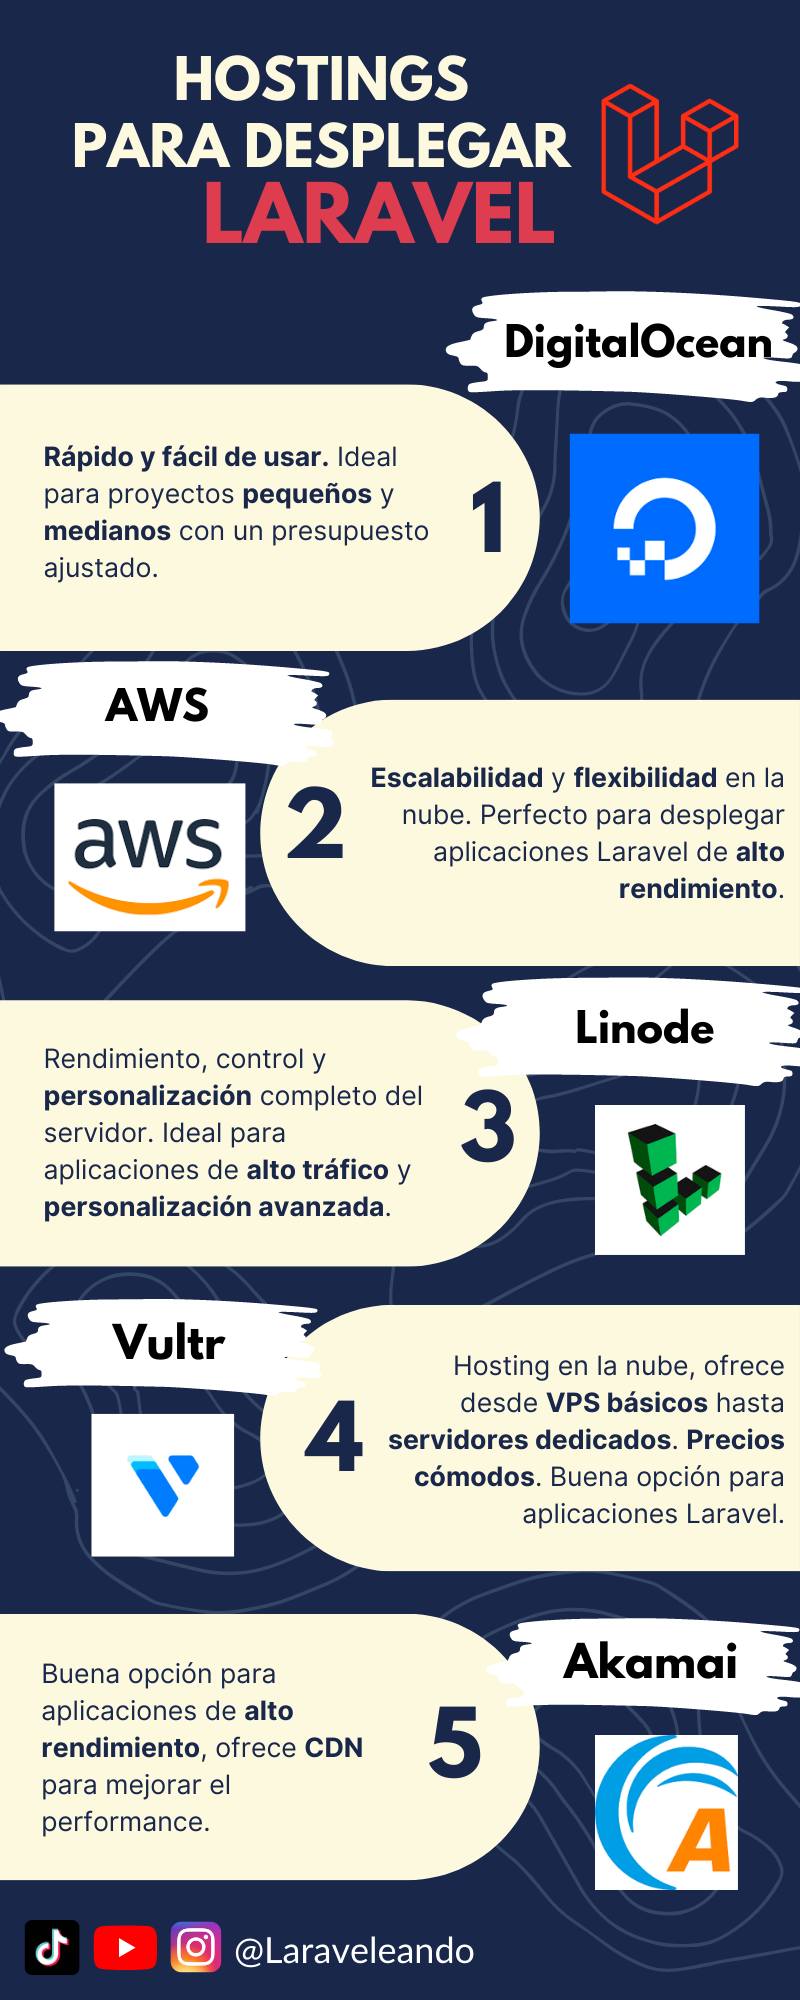 HOSTINGS
PARA DESPLEGAR
LARAVEL
DigitalOcean
Rápido y fácil de usar. Ideal
para proyectos pequeños y
medianos con un presupuesto
ajustado.
1
AWS
aws
2
Escalabilidad y flexibilidad en la
nube. Perfecto para desplegar
aplicaciones Laravel de alto
rendimiento.
Linode
Rendimiento, control y
personalización completo del
servidor. Ideal para
aplicaciones de alto tráfico y
personalización avanzada.
3
Vultr
4
Hosting en la nube, ofrece
desde VPS básicos hasta
servidores dedicados. Precios
cómodos. Buena opción para
aplicaciones Laravel.
Akamai
Buena opción para
aplicaciones de alto
rendimiento, ofrece CDN
para mejorar el
performance.
5
A
@Laraveleando